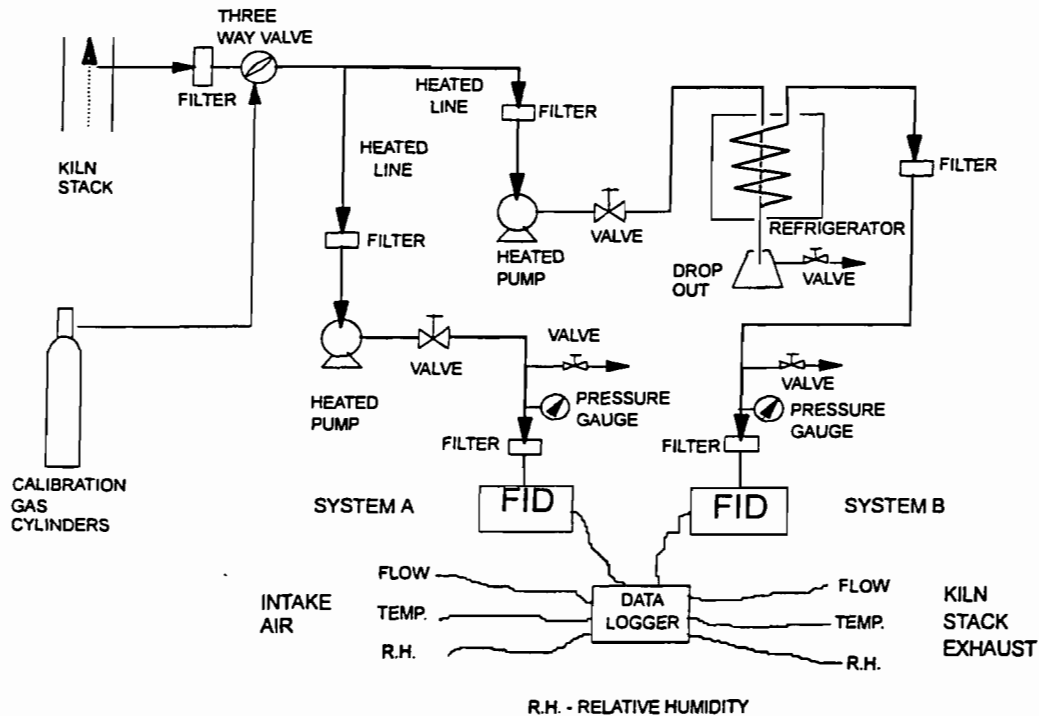 THREE
WAY VALVE
FILTER
KILN
STACK
HEATED
LINE
HEATED
LINE
FILTER
FILTER
FILTER
REFRIGERATOR
VALVE
HEATED
PUMP
DROP
OUT
VALVE
VALVE
VALVE
VALVE
HEATED
PUMP
PRESSURE
GAUGE
PRESSURE
GAUGE
FILTER
FILTER
CALIBRATION
GAS
CYLINDERS
SYSTEM A
FID
FID
SYSTEM B
INTAKE
AIR
FLOW
TEMP.
R.H.
DATA
LOGGER
FLOW
TEMP.
R.H.
KILN
STACK
EXHAUST
R.H. - RELATIVE HUMIDITY